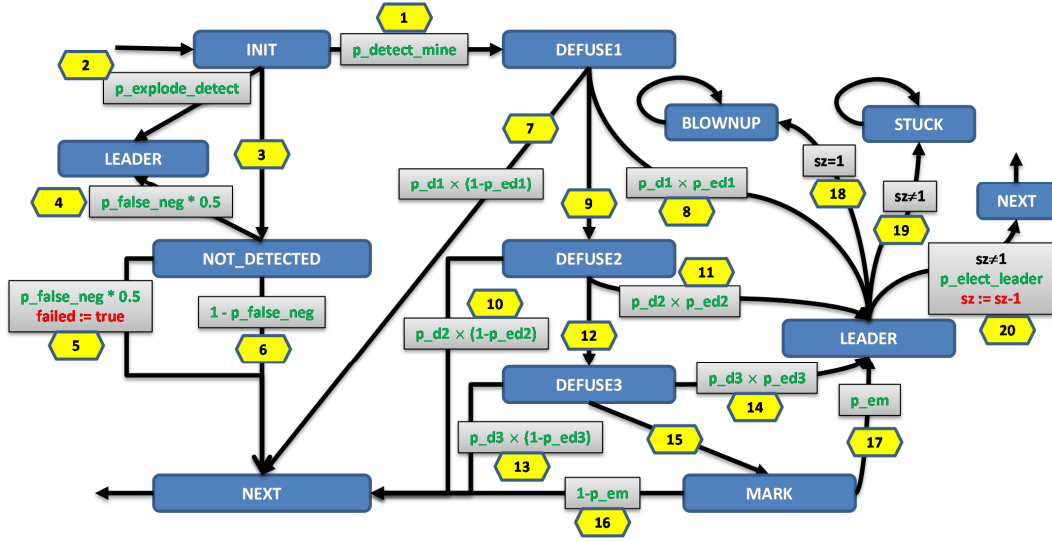 1
INIT
p_detect_mine
DEFUSE1
2
p_explode_detect
7
BLOWNUP
STUCK
LEADER
3
sz=1
18
4
p_false_neg * 0.5
p_d1 × (1-p_ed1)
9
p_d1 × p_ed1
8
sz≠1
19
NEXT
NOT_DETECTED
DEFUSE2
11
sz≠1
p_elect_leader
sz := sz-1
20
p_false_neg * 0.5
failed := true
5
1 - p_false_neg
6
10
p_d2 × (1-p_ed2)
p_d2 × p_ed2
12
LEADER
DEFUSE3
p_d3 × p_ed3
14
p_em
17
p_d3 × (1-p_ed3)
13
15
NEXT
1-p_em
16
MARK